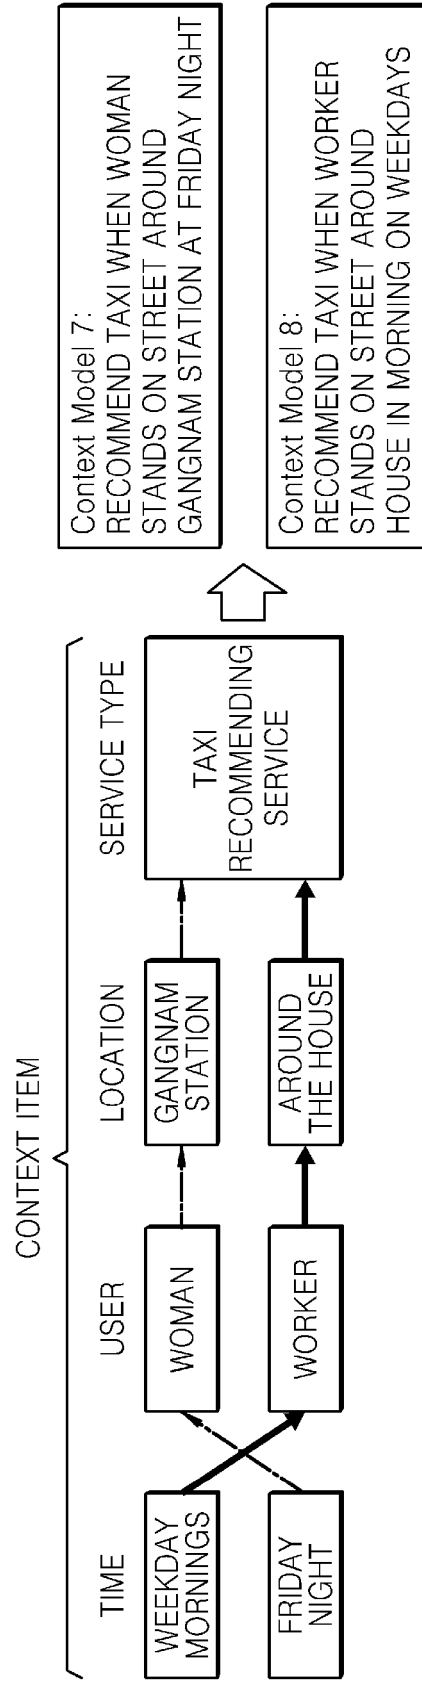 CONTEXT ITEM
TIME
USER
LOCATION
SERVICE TYPE
WEEKDAY
MORNINGS
WOMAN
GANGNAM
STATION
FRIDAY
NIGHT
WORKER
AROUND
THE HOUSE
TAXI
RECOMMENDING
SERVICE
Context Model 7:
RECOMMEND TAXI WHEN WOMAN
STANDS ON STREET AROUND
GANGNAM STATION AT FRIDAY NIGHT
Context Model 8:
RECOMMEND TAXI WHEN WORKER
STANDS ON STREET AROUND
HOUSE IN MORNING ON WEEKDAYS